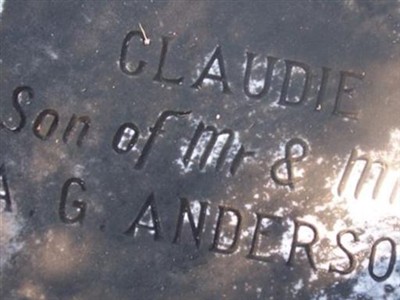 CLAUDIE
Son of Mr & M
A. G. ANDERSO